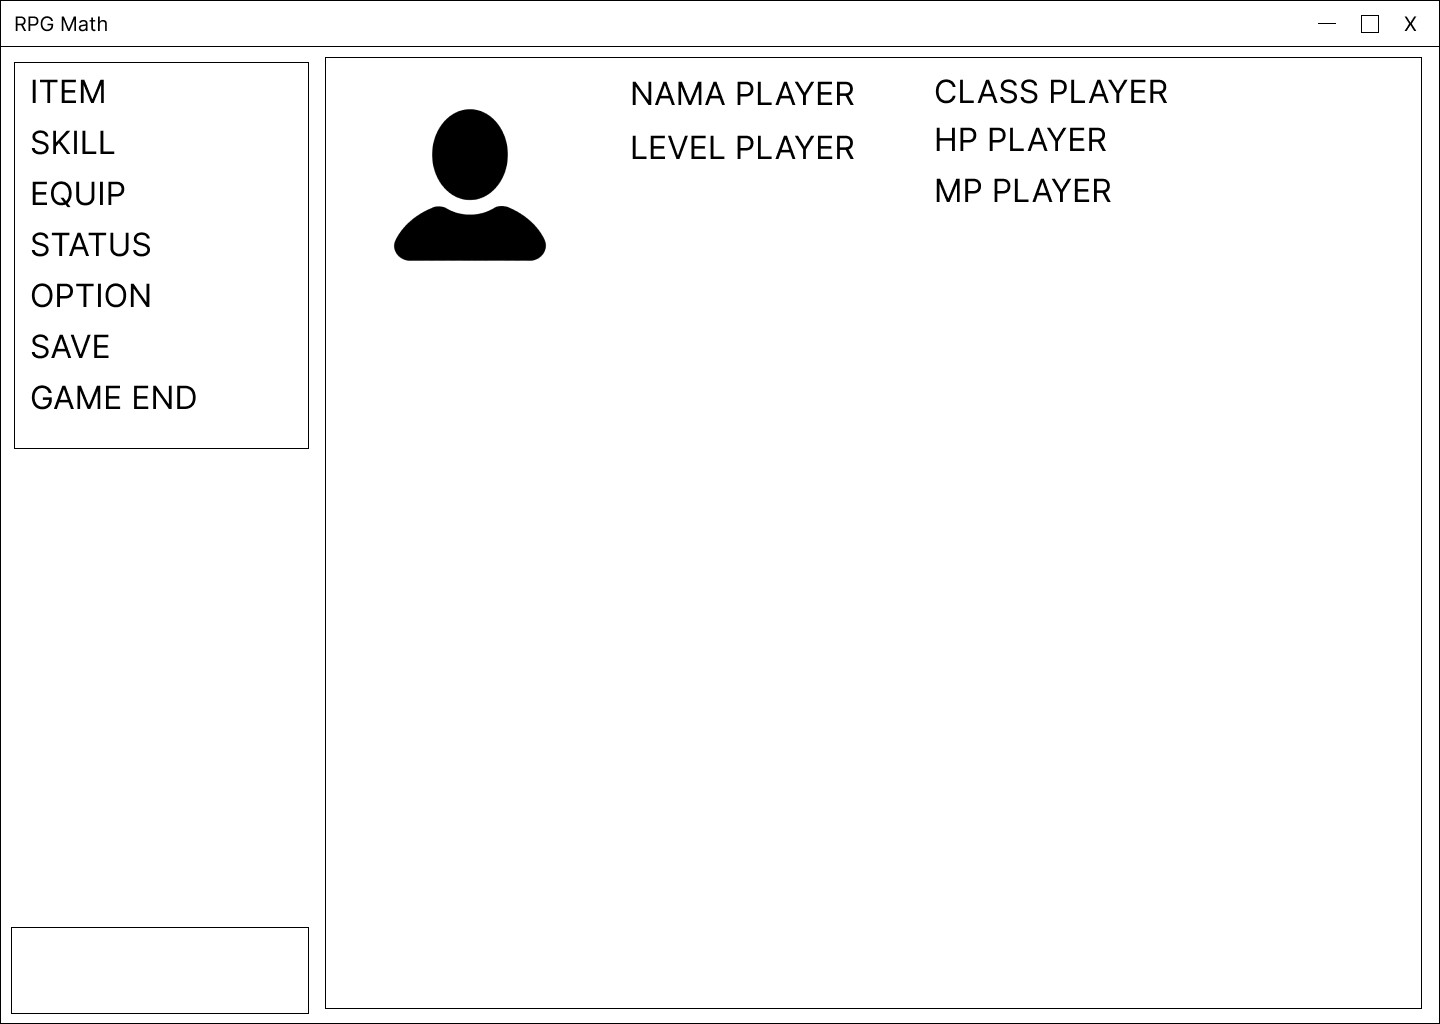 RPG Math
X
ITEM
SKILL
EQUIP
STATUS
OPTION
SAVE
GAME END
NAMA PLAYER
LEVEL PLAYER
CLASS PLAYER
HP PLAYER
MP PLAYER